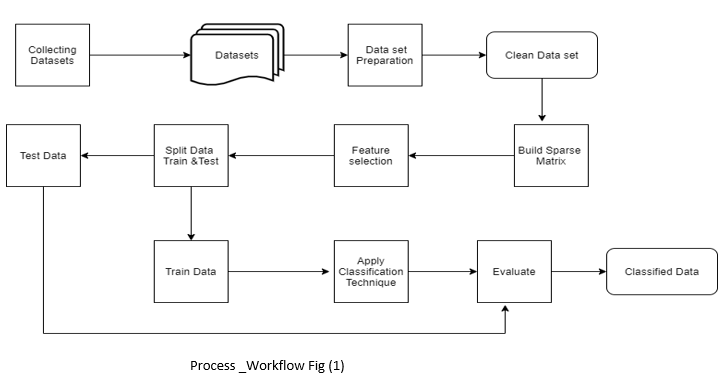 Collecting
Datasets
Datasets
Data set
Preparation
Clean Data set
Test Data
Split Data
Train &Test
Feature
selection
Build Sparse
Matrix
Train Data
Apply
Classification
Technique
Evaluate
Classified Data
Process _Workflow Fig (1)